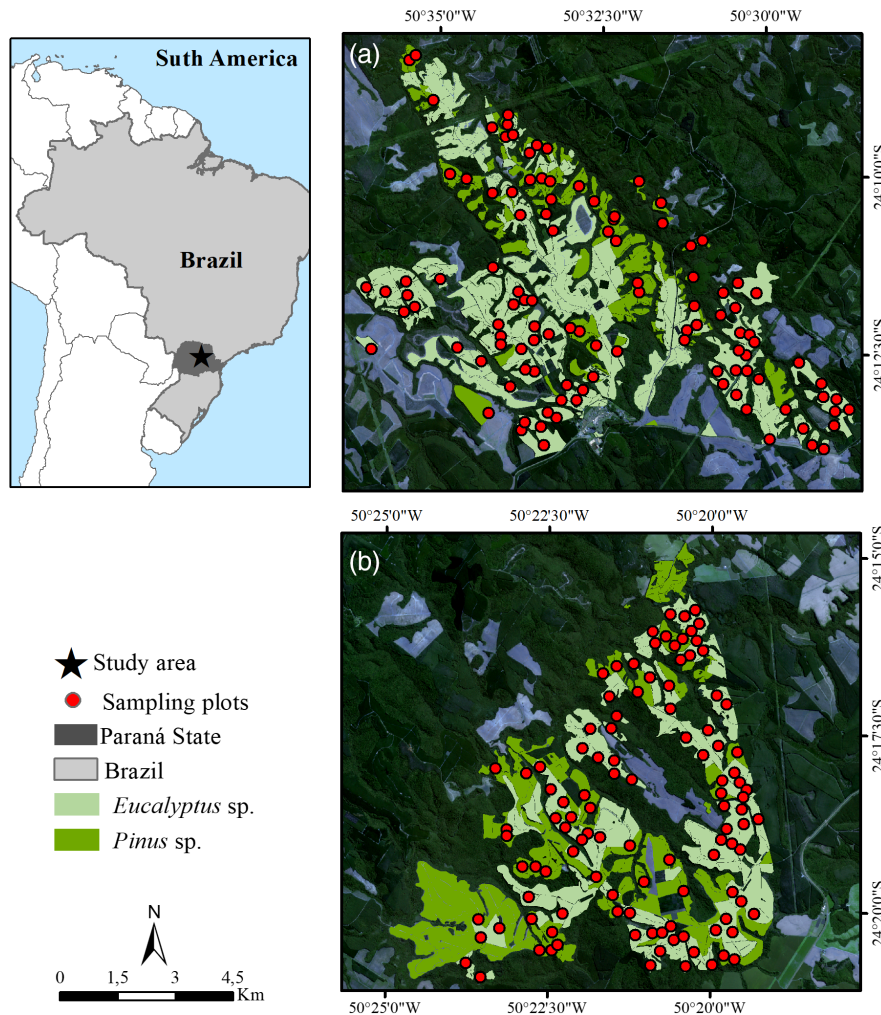 Suth America
Brazil
50°35'0"W 50°32'30"W 50°30'0"W
(a)
24°10'0"S
24°12'30"S
50°25'0"W 50°22'30"W 50°20'0"W
(b)
24°15'0"S
24°17'30"S
24°20'0"S
50°25'0"W 50°22'30"W 50°20'0"W
Study area
Sampling plots
Paraná State
Brazil
Eucalyptus sp.
Pinus sp.
N
0 1,5 3 4,5
Km